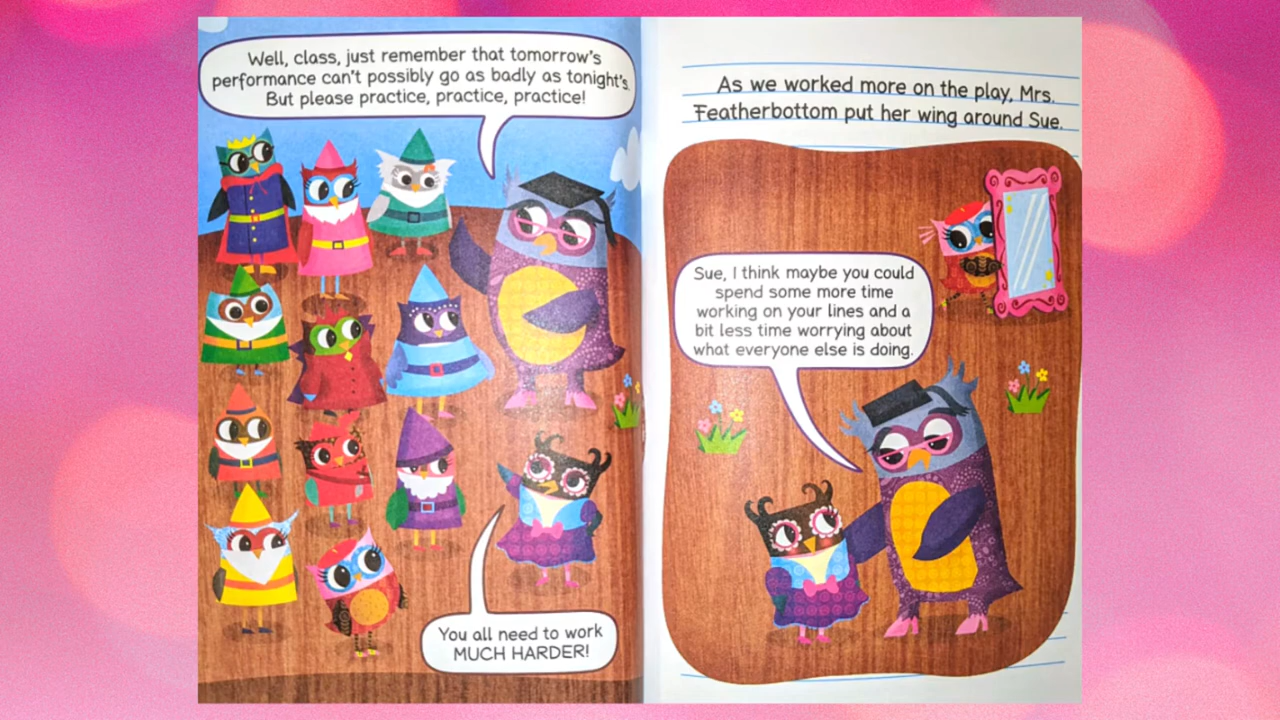 Well, class, just remember that tomorrow's
performance can't possibly go as badly as tonight's.
But please practice, practice, practice!
You all need to work
MUCH HARDER!
As we worked more on the play, Mrs.
Featherbottom put her wing around Sue.
Sue, I think maybe you could
spend some more time
working on your lines and a
bit less time worrying about
what everyone else is doing.